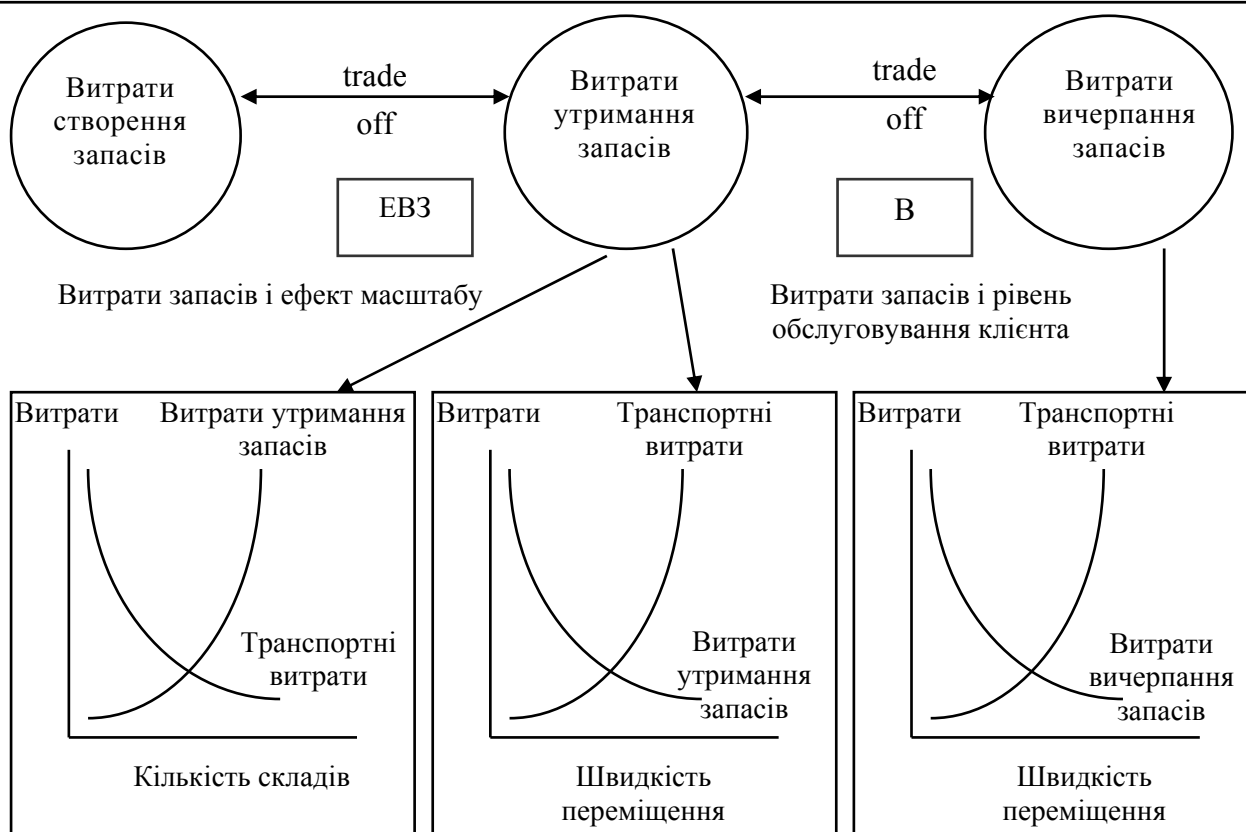 Витрати
створення
запасів
trade
off
Витрати
утримання
запасів
trade
off
Витрати
вичерпання
запасів
ЕВЗ
В
Витрати запасів і ефект масштабу
Витрати запасів і рівень
обслуговування клієнта
Витрати
Витрати утримання
запасів
Транспортні
витрати
Кількість складів
Витрати
Транспортні
витрати
Витрати
утримання
запасів
Швидкість
переміщення
Витрати
Транспортні
витрати
Витрати
вичерпання
запасів
Швидкість
переміщення